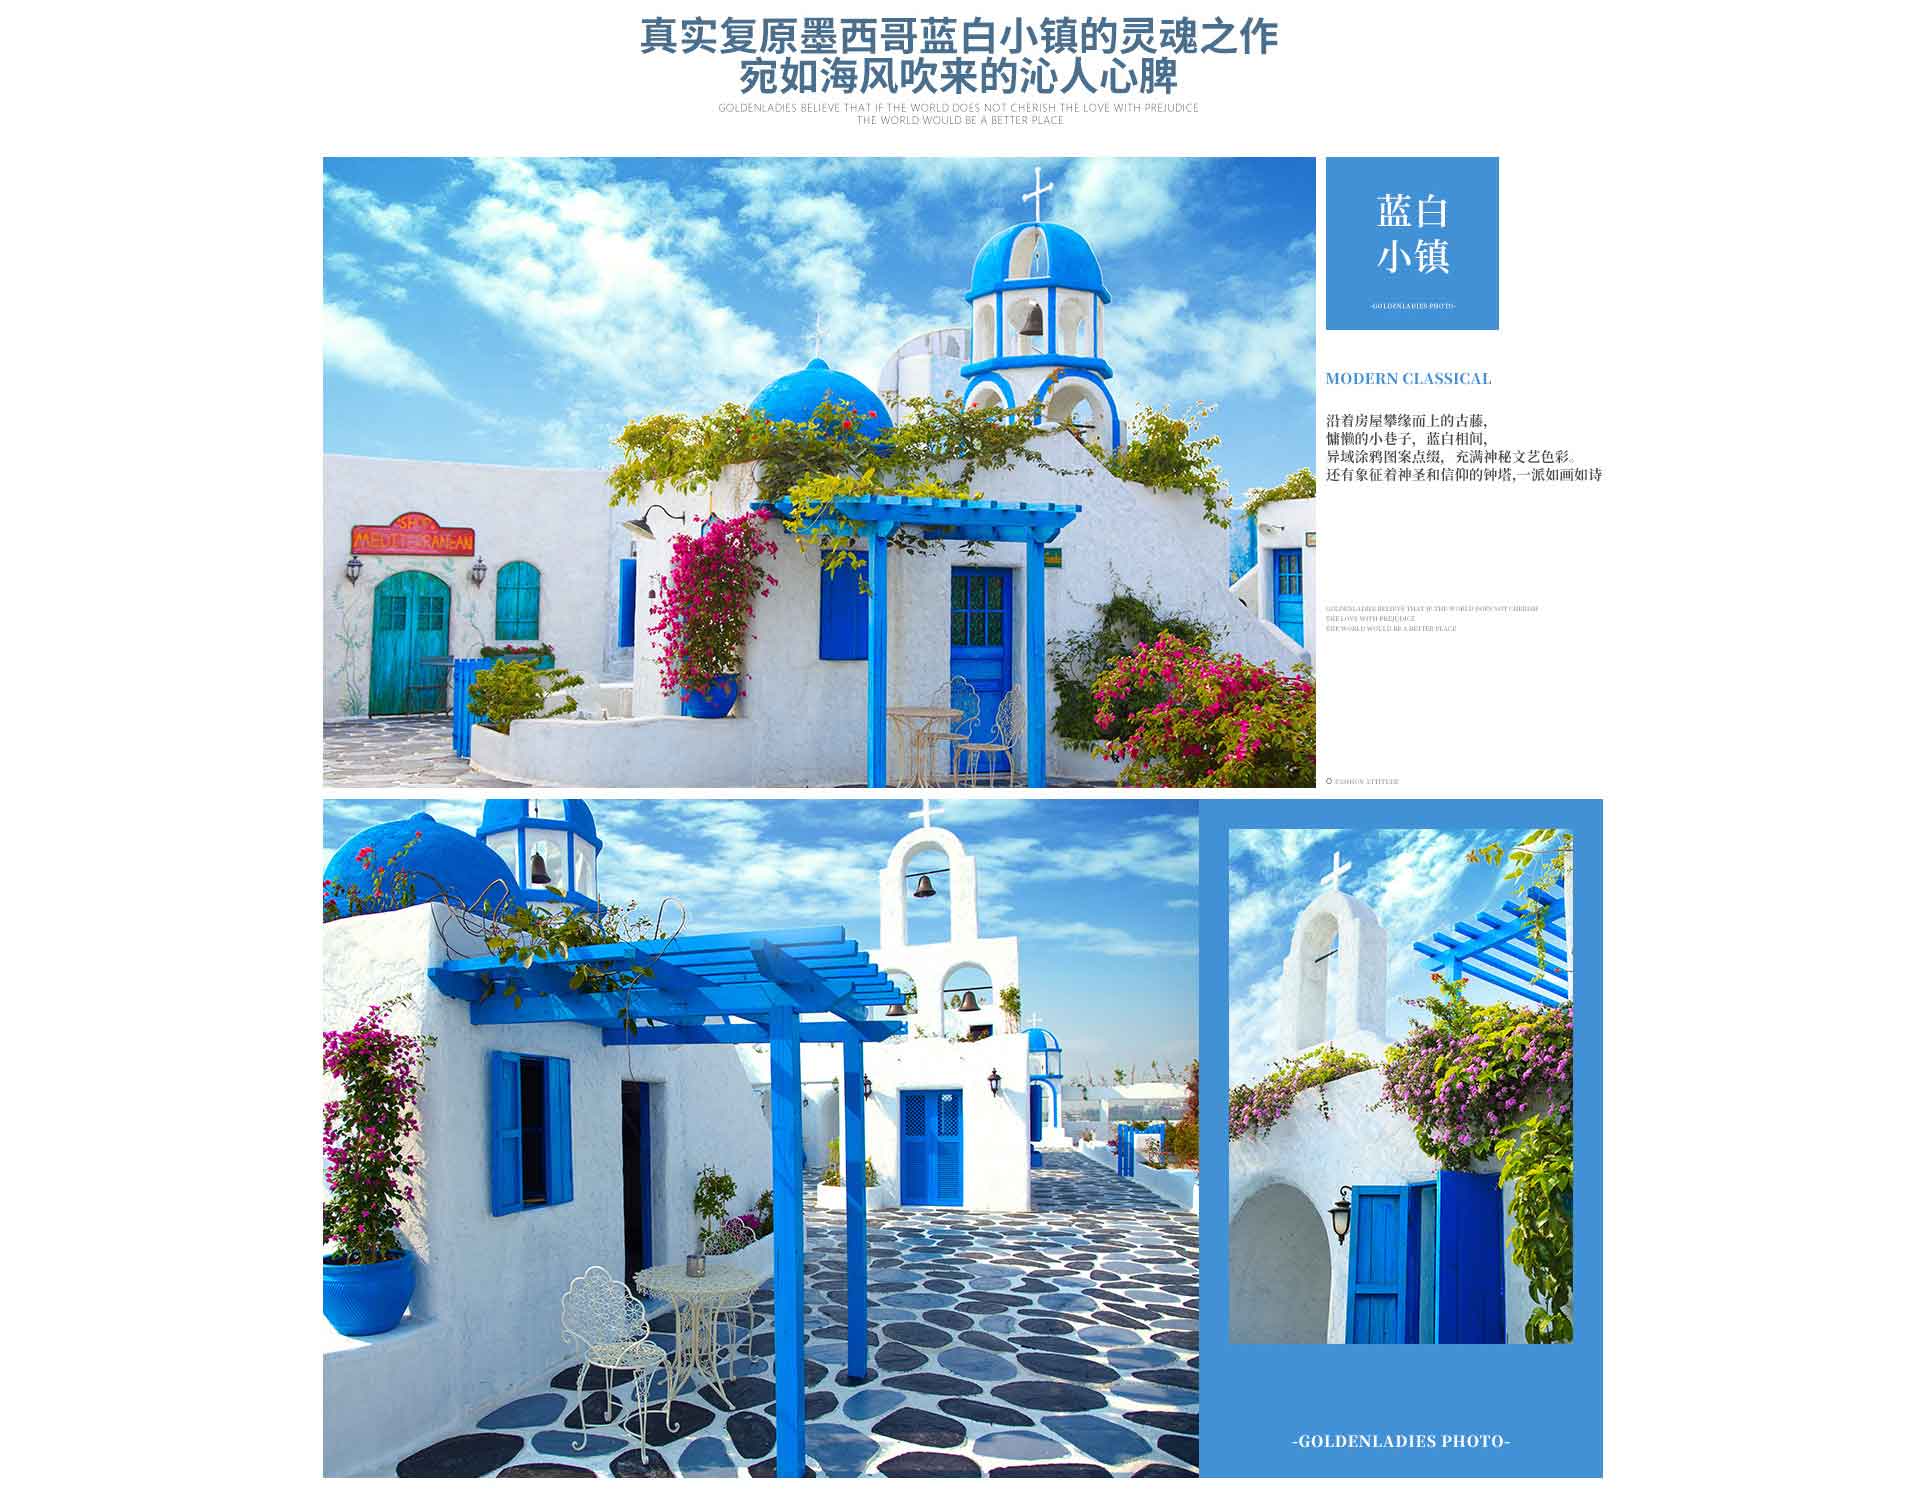 真实复原墨西哥蓝白小镇的灵魂之作
宛如海风吹来的沁人心脾
GOLDENLADIES BELIEVE THAT IF THE WORLD DOES NOT CHERISH THE LOVE WITH PREJUDICE
THE WORLD WOULD BE A BETTER PLACE
蓝白
小镇
-GOLDENLADIES PHOTO-
MODERN CLASSICAL
沿着房屋攀缘而上的古藤，
慵懒的小巷子，蓝白相间，
异域涂鸦图案点缀，充满神秘文艺色彩。
还有象征着神圣和信仰的钟塔，一派如画如诗
SHOP
MEDITERRANEAN
GOLDENLADIES BELIEVE THAT IF THE WORLD DOES NOT CHERISH
THE LOVE WITH PREJUDICE
THE WORLD WOULD BE A BETTER PLACE
FASHION ATTITUDE
-GOLDENLADIES PHOTO-